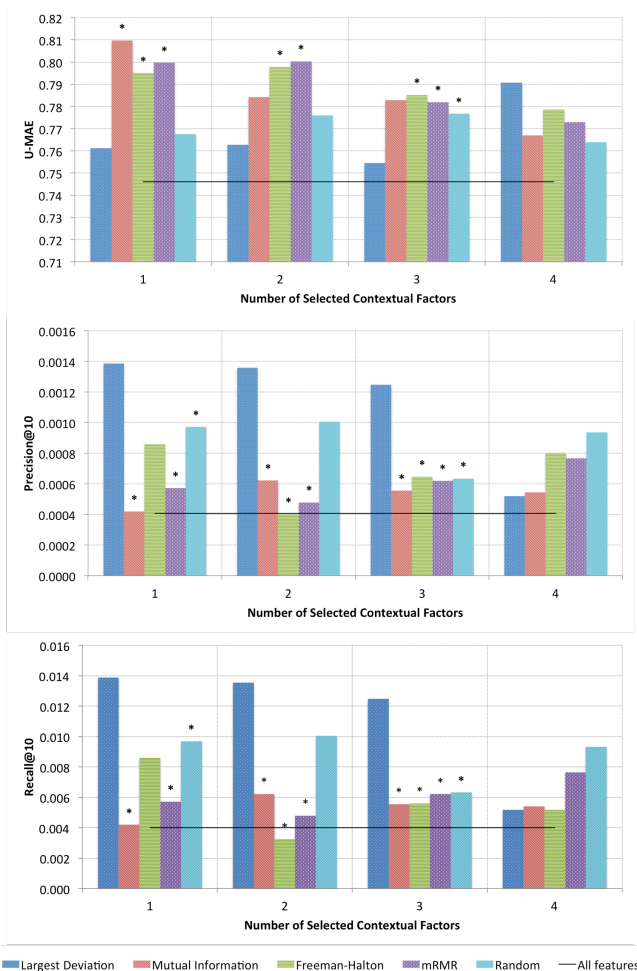 0.82
0.81
0.80
0.79
0.78
0.77
0.76
0.75
0.74
0.73
0.72
0.71
U-MAE
* * *
* *
* * *
1 2 3 4
Number of Selected Contextual Factors
0.0016
0.0014
0.0012
0.0010
0.0008
0.0006
0.0004
0.0002
0.0000
Precision@10
* * *
* * *
* * * *
1 2 3 4
Number of Selected Contextual Factors
0.016
0.014
0.012
0.010
0.008
0.006
0.004
0.002
0.000
Recall@10
* * *
* * *
* * * *
1 2 3 4
Number of Selected Contextual Factors
Largest Deviation Mutual Information Freeman-Halton mRMR Random All features